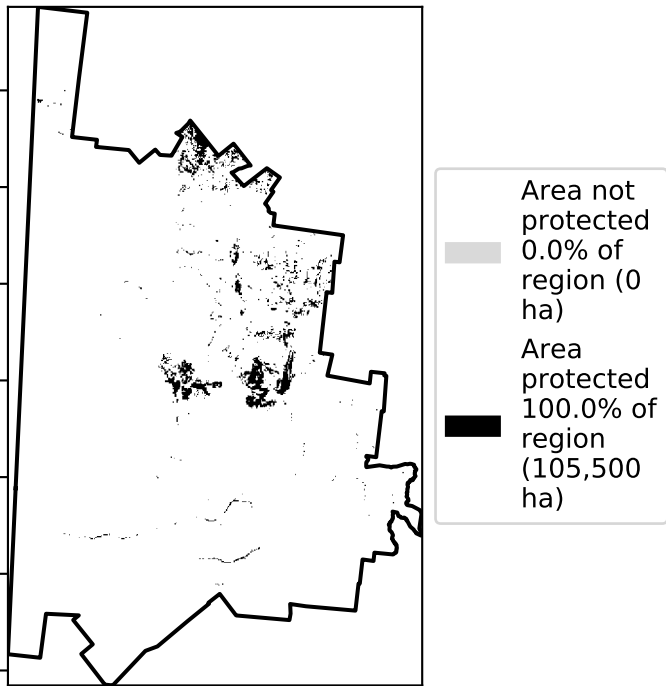 Area not
protected
0.0% of
region (0
ha)
Area
protected
100.0% of
region
(105,500
ha)